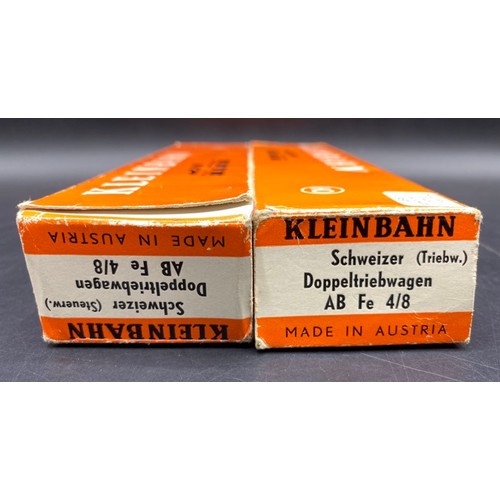 KLEINBAHN
KLEINBAHN
Schweizer (Steuerw.)
Doppeltriebwagen
AB Fe 4/8
MADE IN AUSTRIA
KLEINBAHN
Schweizer (Triebw.)
Doppeltriebwagen
AB Fe 4/8
MADE IN AUSTRIA